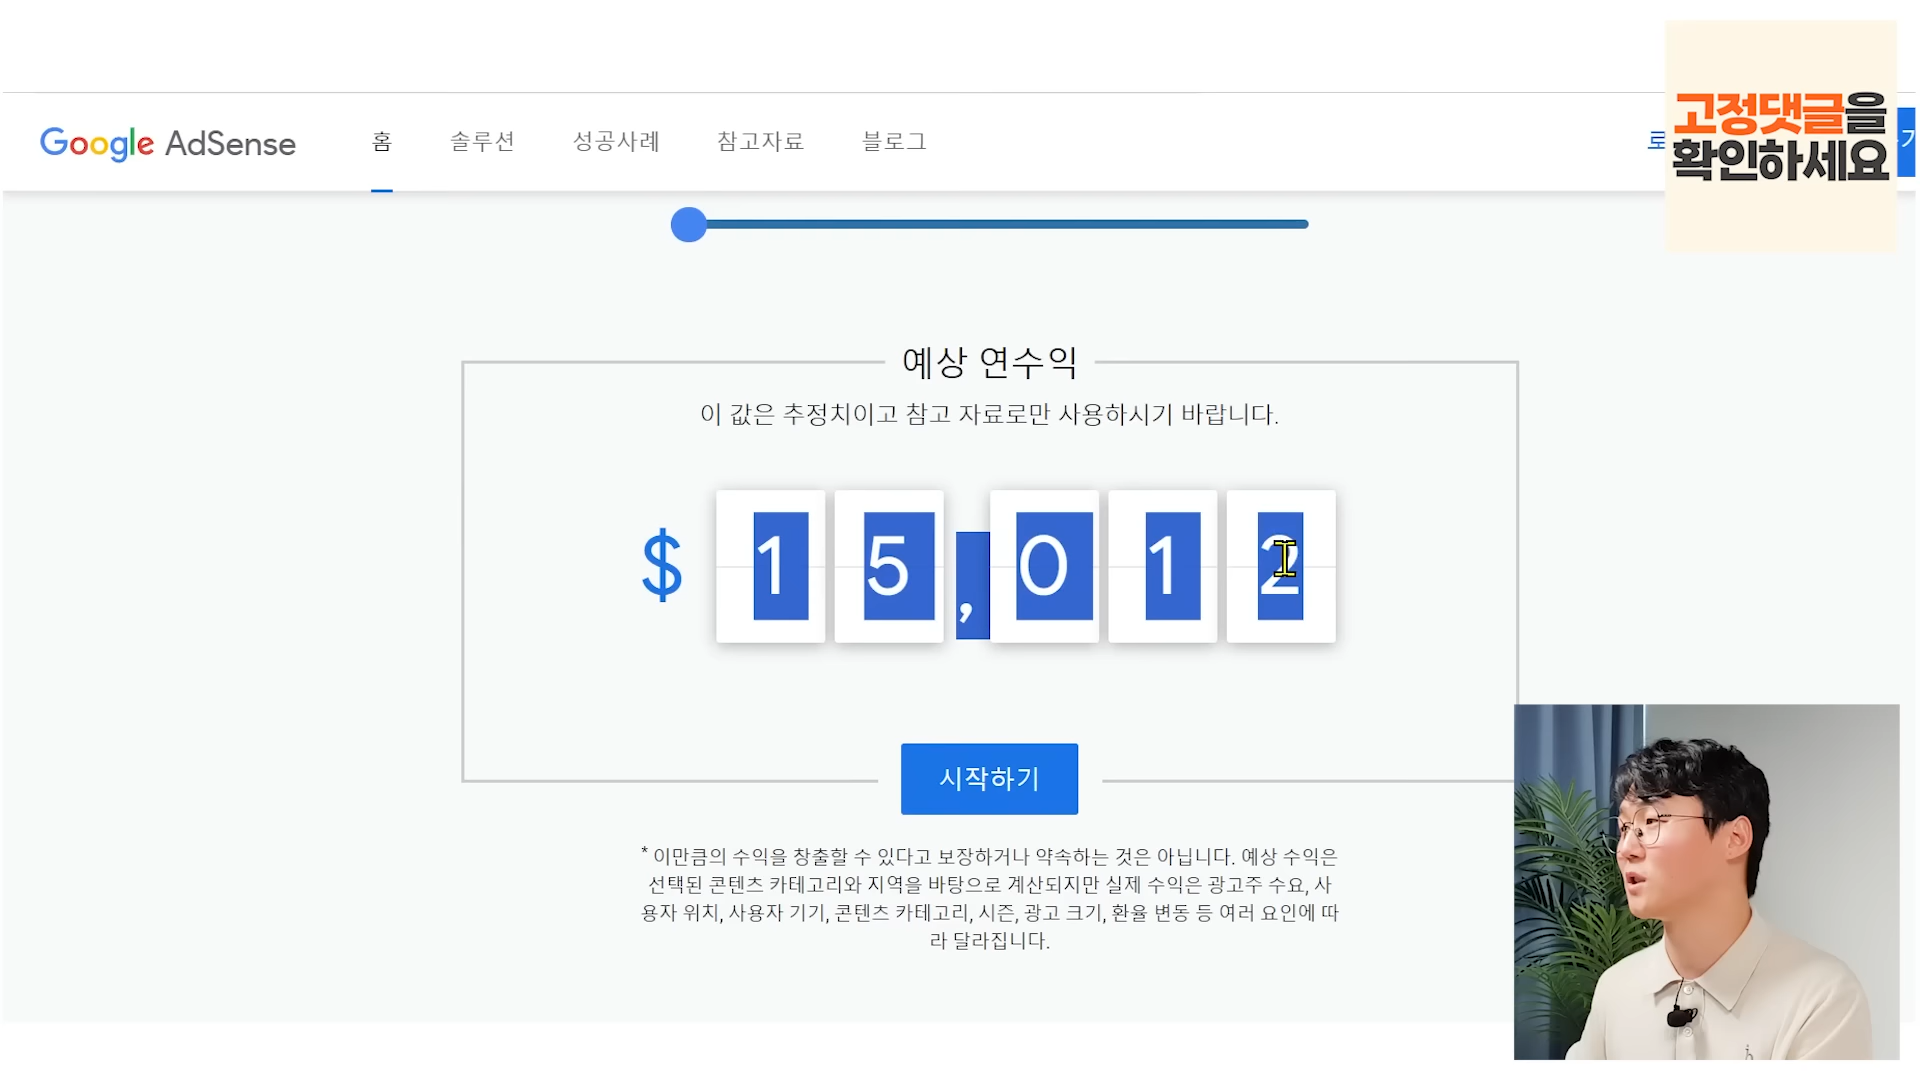 Google AdSense
홈
솔루션
성공사례
참고자료
블로그
고정댓글을
확인하세요
예상 연수익
이 값은 추정치이고 참고 자료로만 사용하시기 바랍니다.
$ 15,012
시작하기
* 이만큼의 수익을 창출할 수 있다고 보장하거나 약속하는 것은 아닙니다. 예상 수익은
선택된 콘텐츠 카테고리와 지역을 바탕으로 계산되지만 실제 수익은 광고주 수요, 사
용자 위치, 사용자 기기, 콘텐츠 카테고리, 시즌, 광고 크기, 환율 변동 등 여러 요인에 따
라 달라집니다.